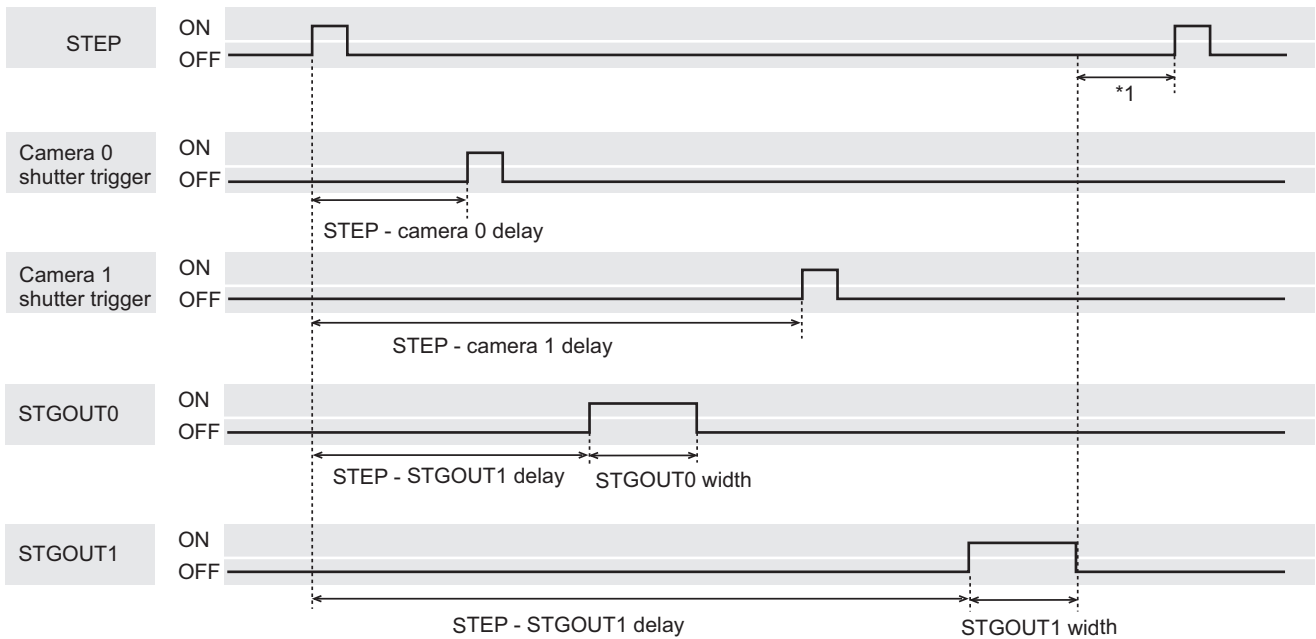 STEP
ON
OFF
*1
Camera 0
shutter trigger
ON
OFF
STEP - camera 0 delay
Camera 1
shutter trigger
ON
OFF
STEP - camera 1 delay
STGOUT0
ON
OFF
STEP - STGOUT1 delay
STGOUT0 width
STGOUT1
ON
OFF
STEP - STGOUT1 delay
STGOUT1 width